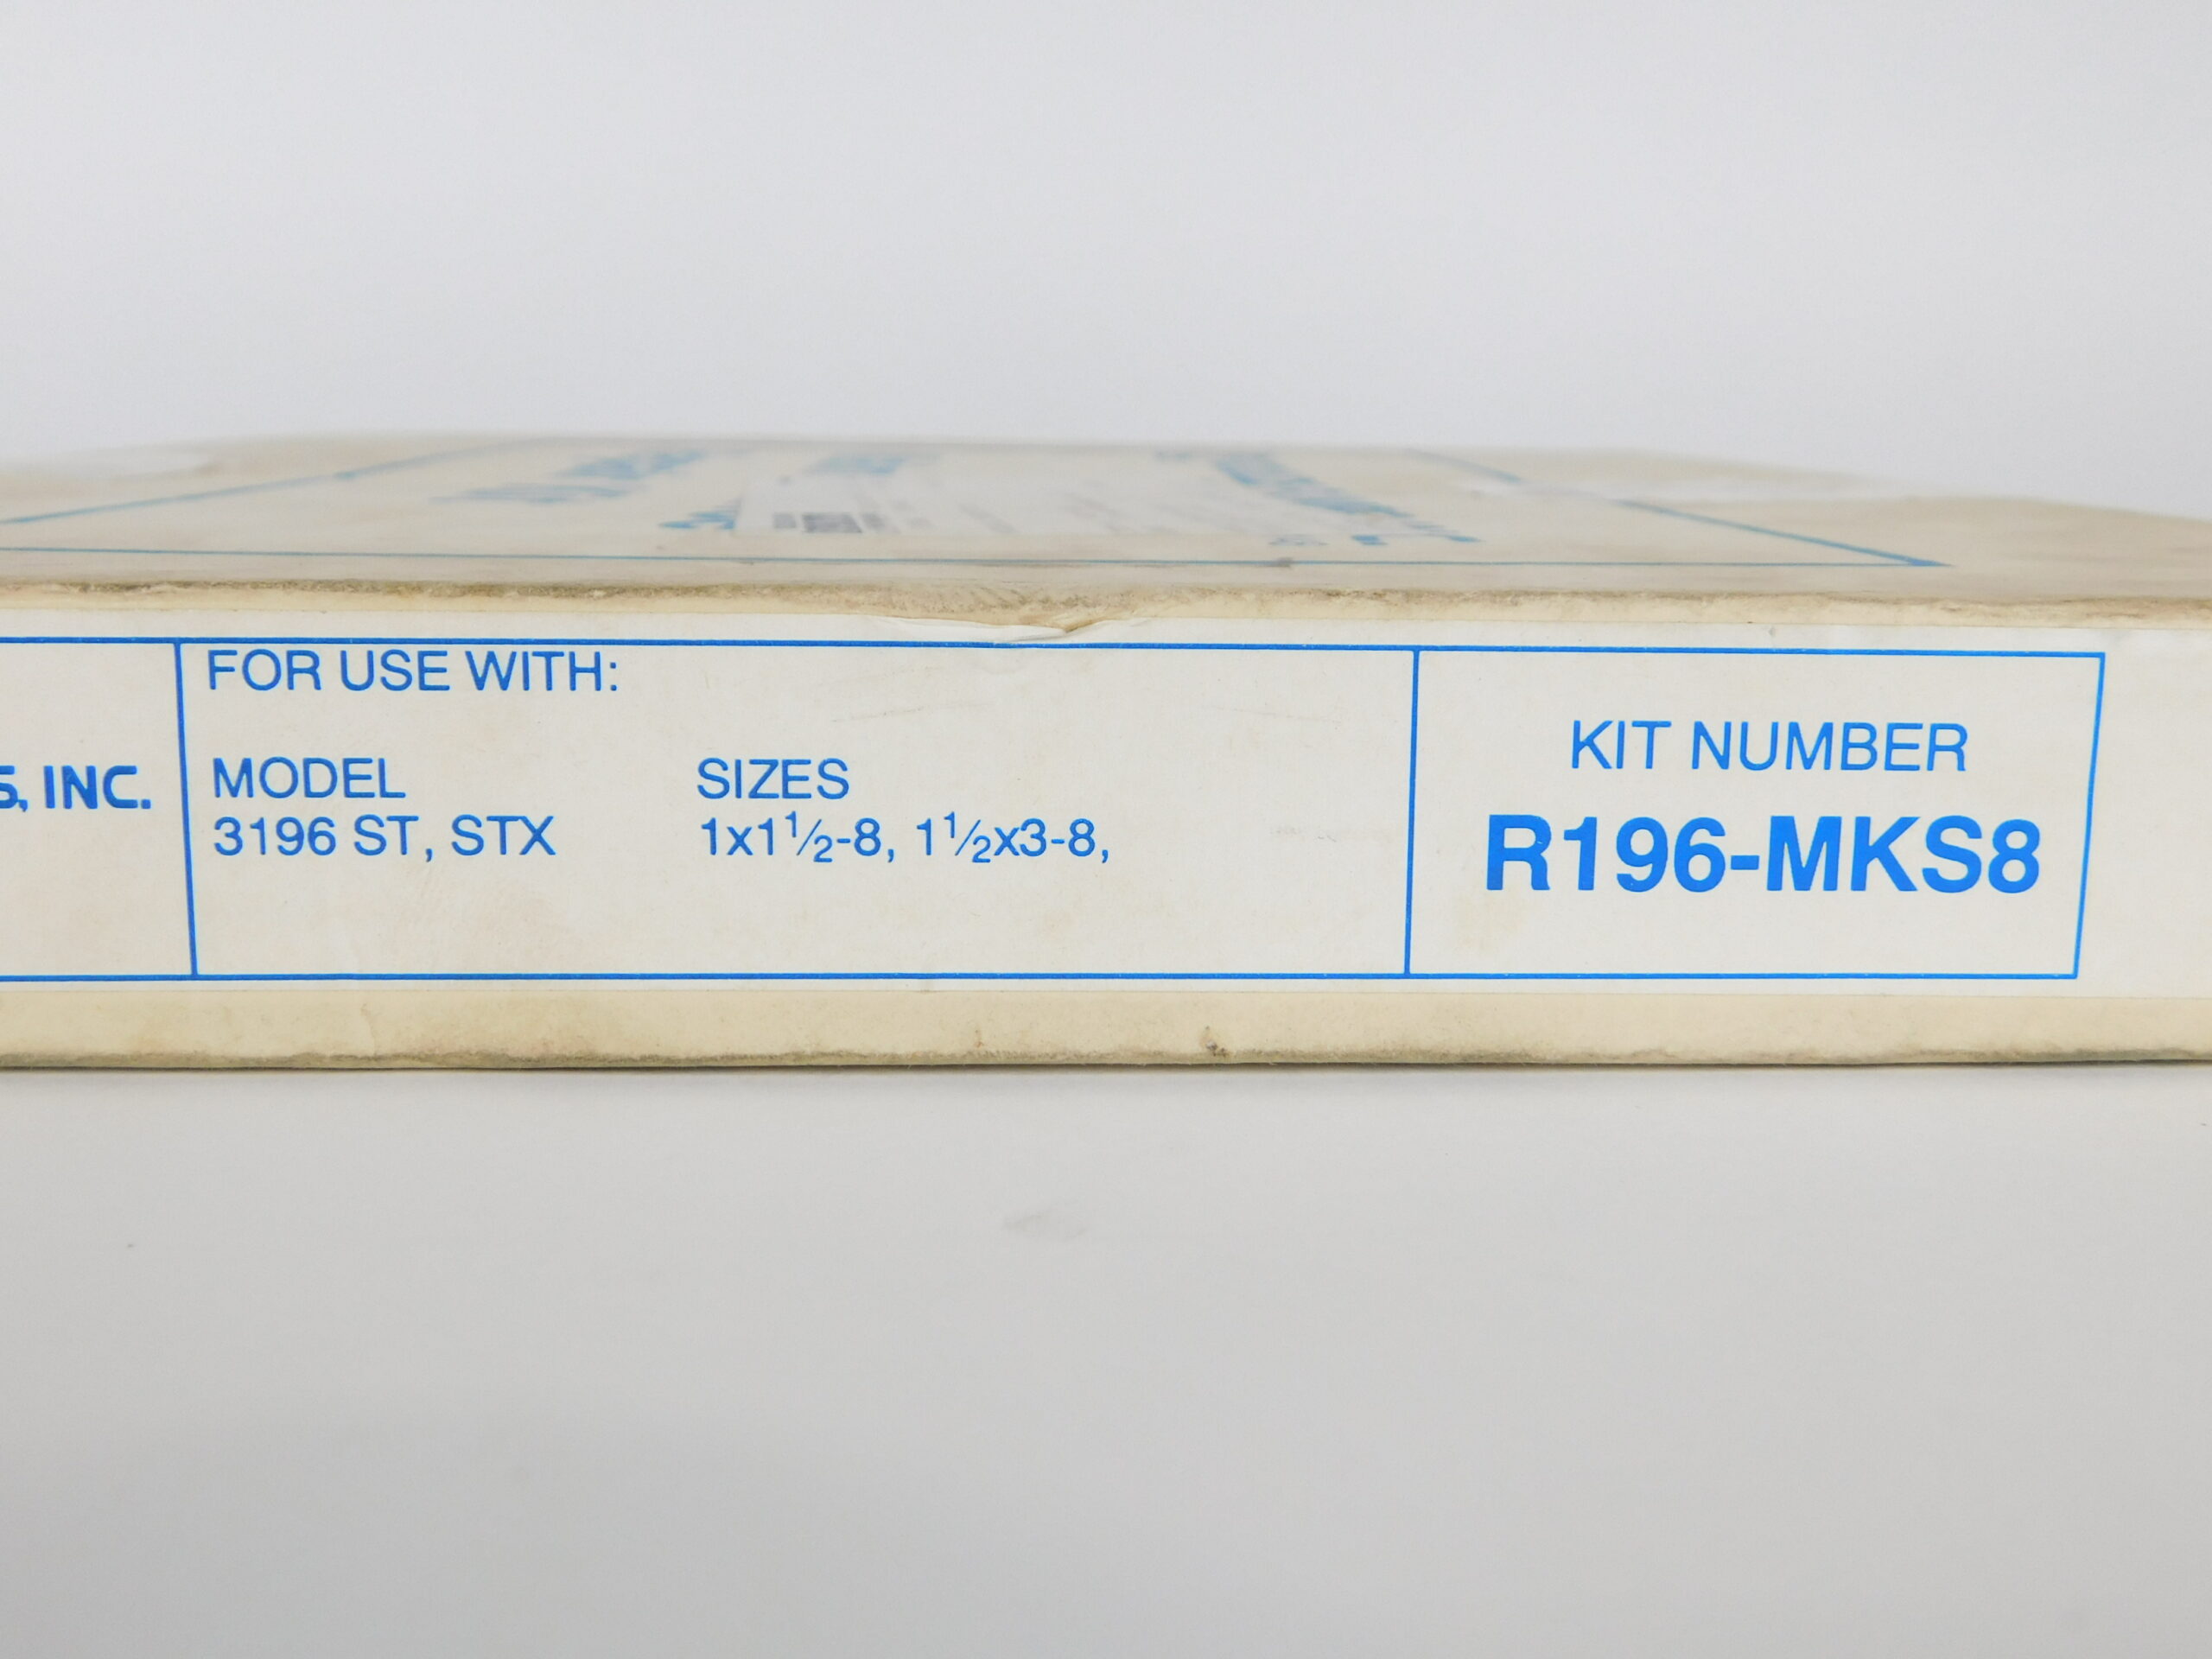 S, INC.
FOR USE WITH:
MODEL SIZES
3196 ST, STX 1x1½-8, 1½x3-8,
KIT NUMBER
R196-MKS8